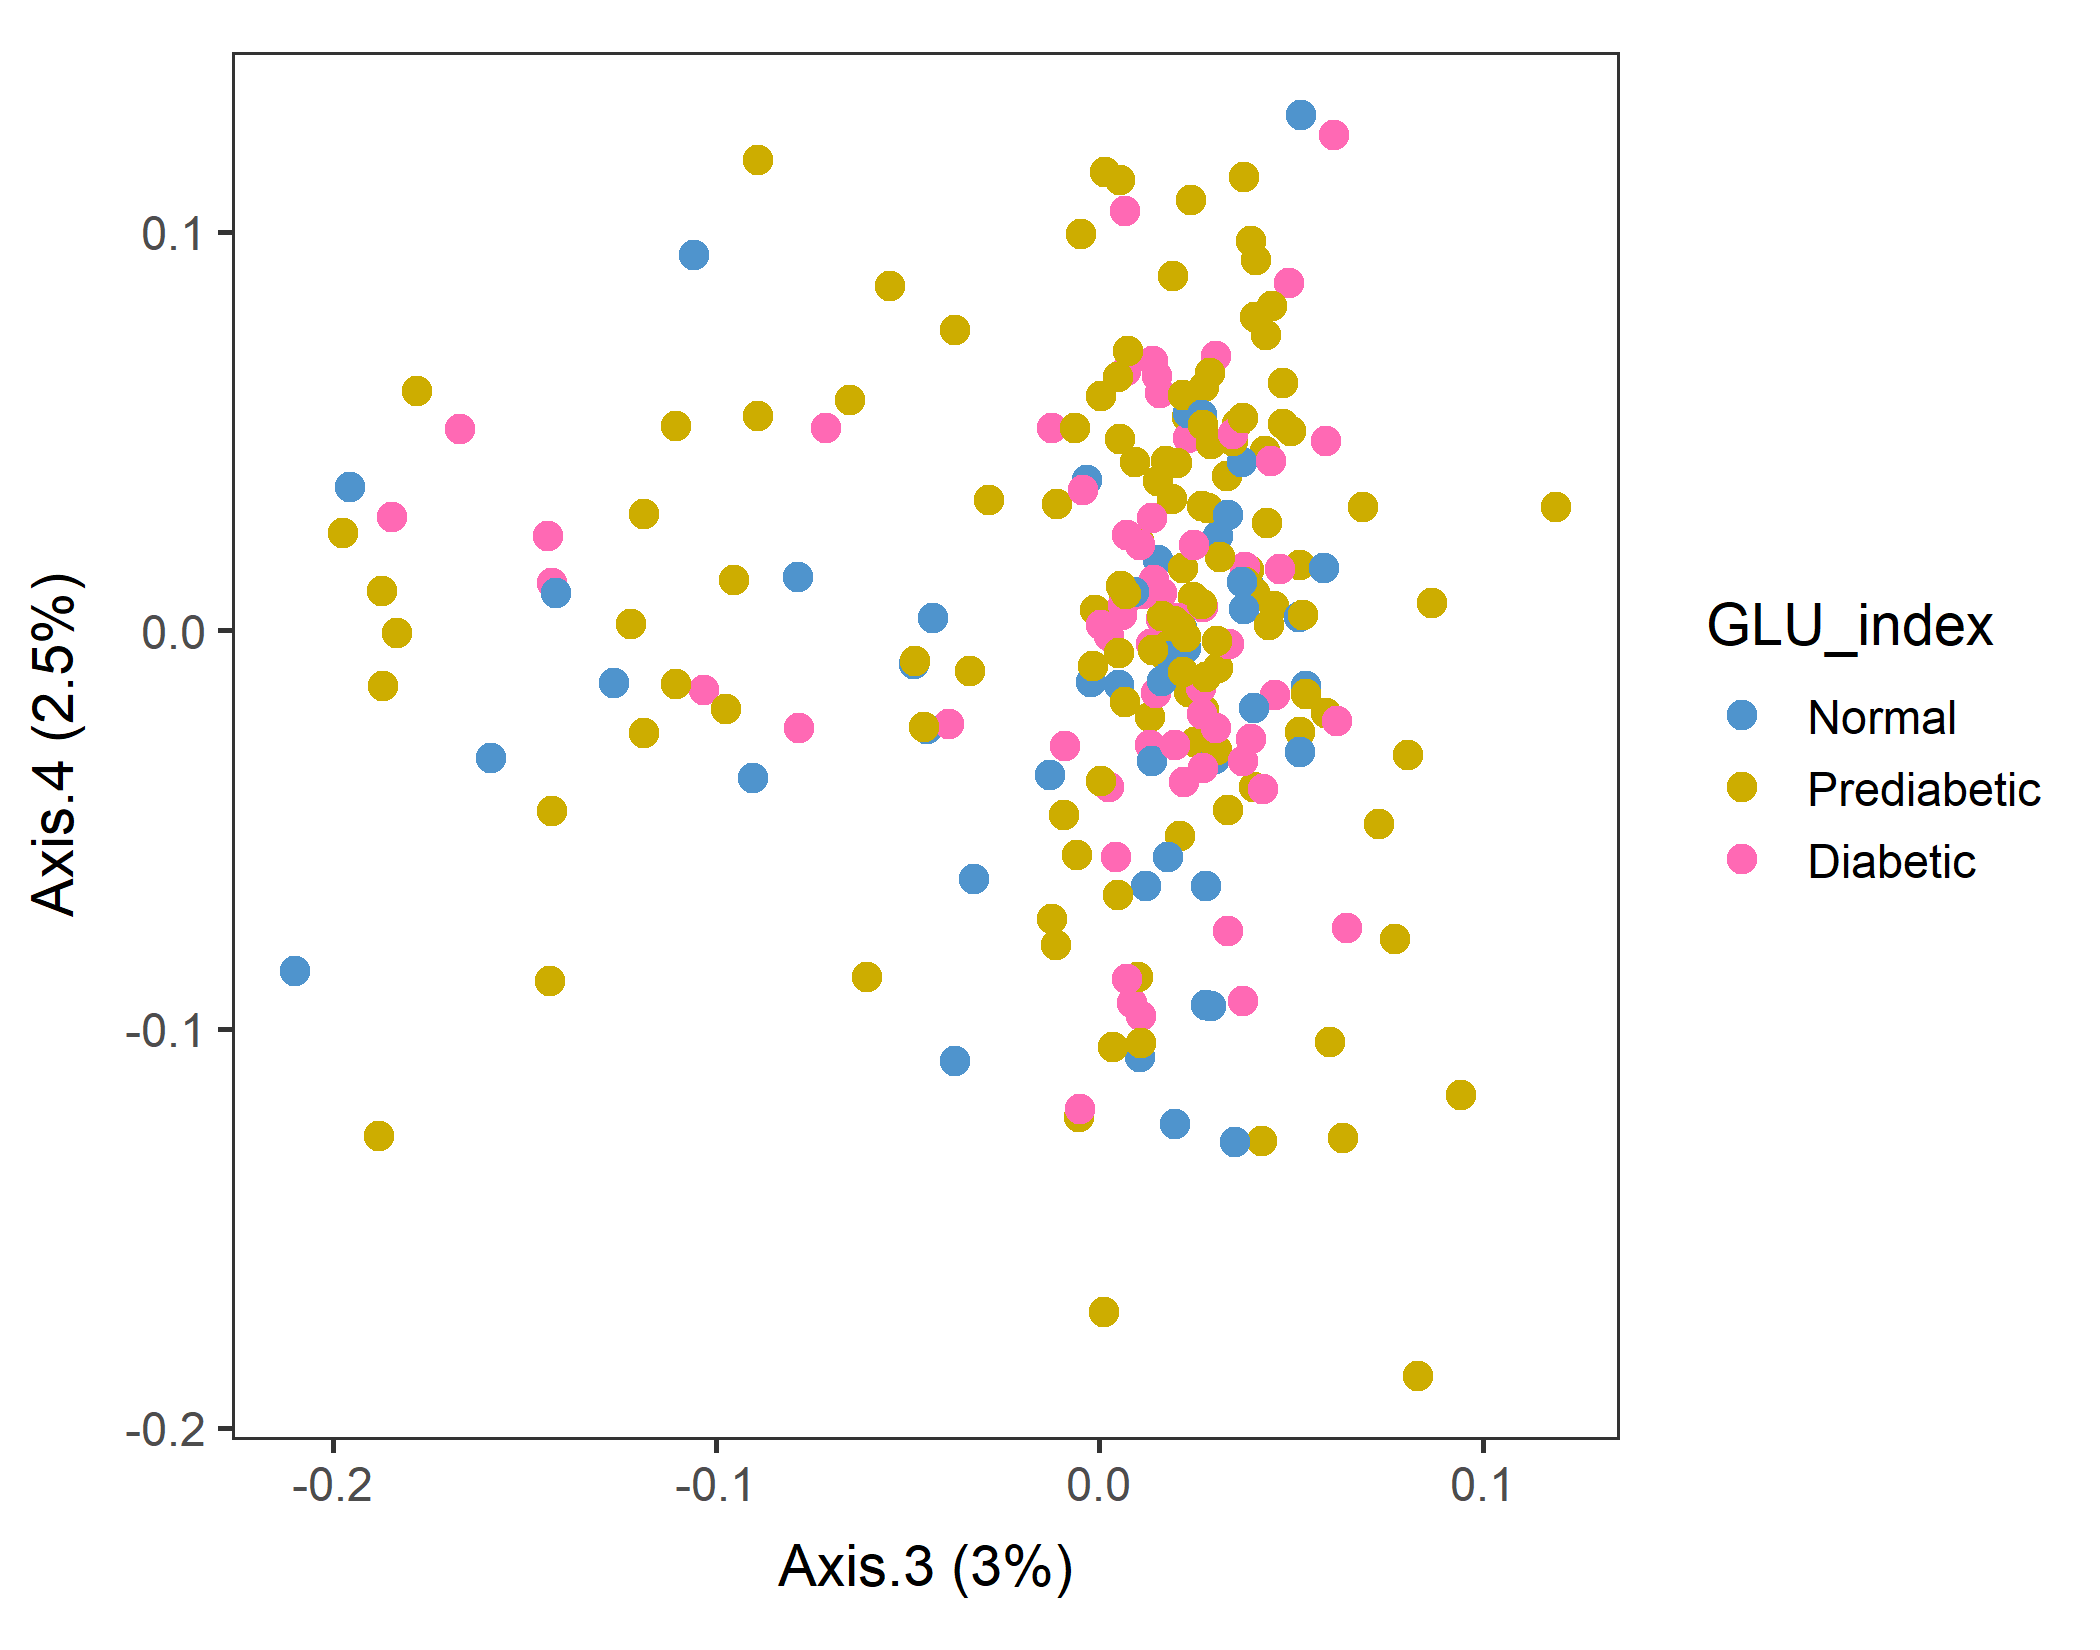 0.1
0.0
-0.1
-0.2
-0.2
-0.1
0.0
0.1
Axis.4 (2.5%)
Axis.3 (3%)
GLU_index
Normal
Prediabetic
Diabetic